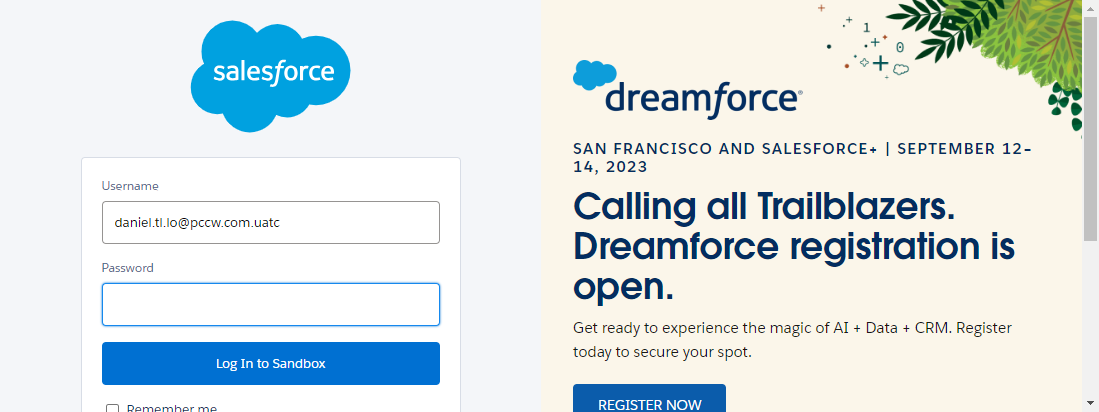 salesforce
Username
daniel.tl.lo@pccw.com.uatc
Password
Log In to Sandbox
Remember me
1
0
dreamforce
SAN FRANCISCO AND SALESFORCE+ | SEPTEMBER 12–
14, 2023
Calling all Trailblazers.
Dreamforce registration is
open.
Get ready to experience the magic of AI + Data + CRM. Register
today to secure your spot.
REGISTER NOW